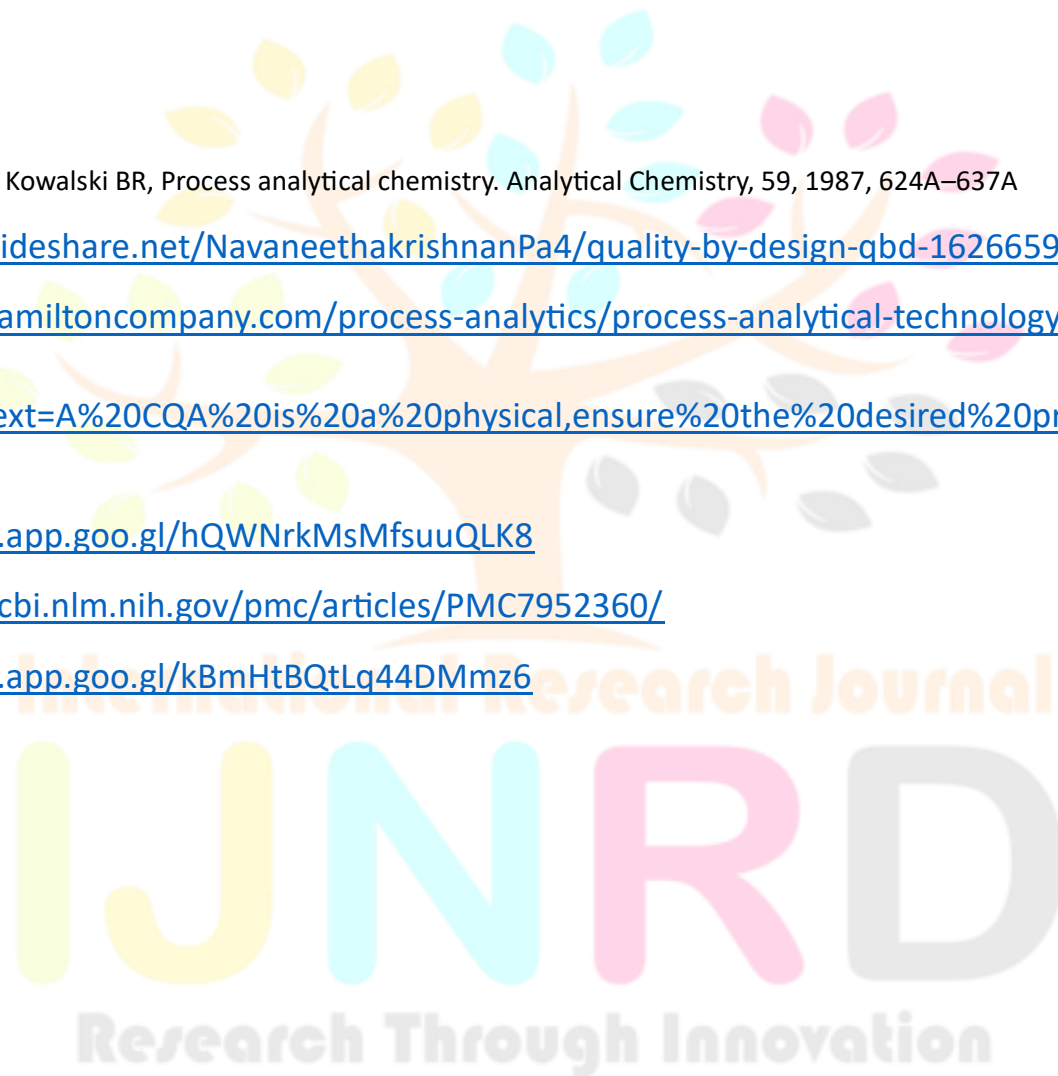 Kowalski BR, Process analytical chemistry. Analytical Chemistry, 59, 1987, 624A–637A
ideshare.net/NavaneethakrishnanPa4/quality-by-design-qbd-1626659
amiltoncompany.com/process-analytics/process-analytical-technology
ext=A%20CQA%20is%20a%20physical,ensure%20the%20desired%20pr
.app.goo.gl/hQWNrkMsMfsuuQLK8
cbi.nlm.nih.gov/pmc/articles/PMC7952360/
.app.goo.gl/kBmHtBQtLq44DMmz6
International Research Journal
IJNRD
Research Through Innovation